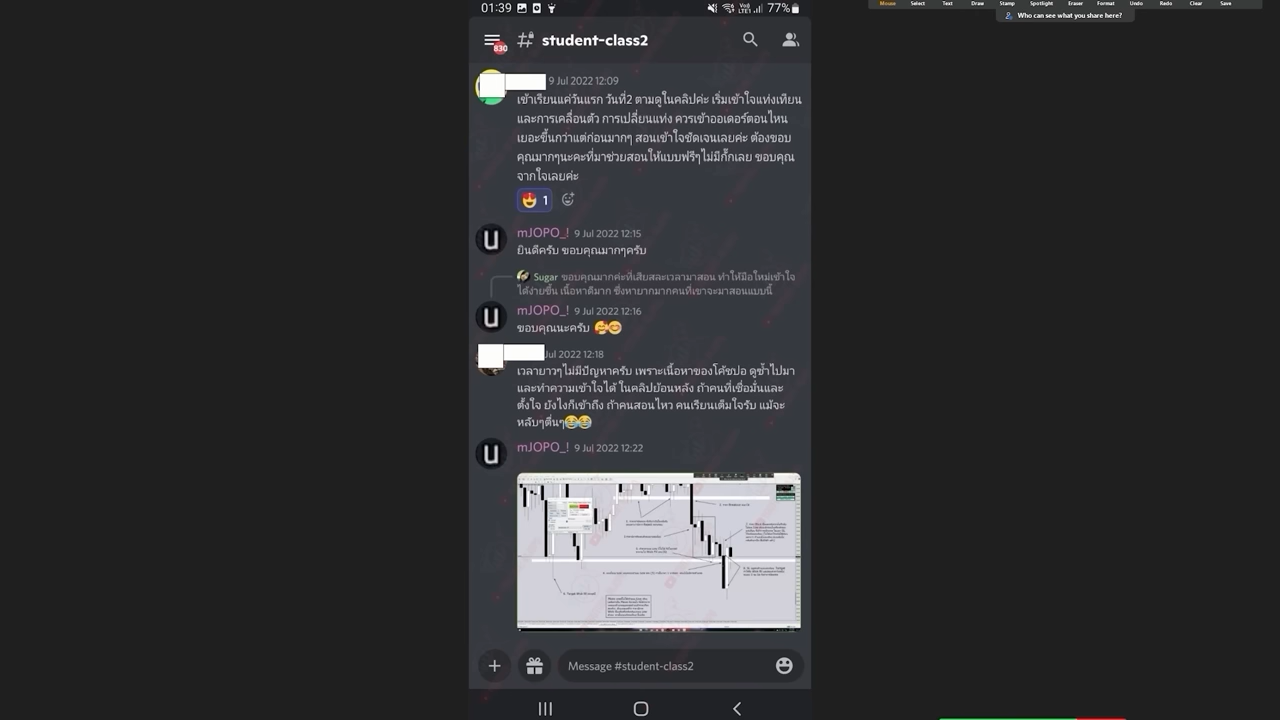 01:39
77%
Mouse Select Text Draw Stamp Spotlight Eraser Format Undo Redo Clear Save
Who can see what you share here?
830
student-class2
9 Jul 2022 12:09
เข้าเรียนแค่วันแรก วันที่2 ตามดูในคลิปค่ะ เริ่มเข้าใจแท่งเทียน
และการเคลื่อนตัว การเปลี่ยนแท่ง ควรเข้าออเดอร์ตอนไหน
เยอะขึ้นกว่าแต่ก่อนมากๆ สอนเข้าใจชัดเจนเลยค่ะ ต้องขอบ
คุณมากๆนะคะที่มาช่วยสอนให้แบบฟรีๆไม่มีกั๊กเลย ขอบคุณ
จากใจเลยค่ะ
1
mJOPO_! 9 Jul 2022 12:15
ยินดีครับ ขอบคุณมากๆครับ
Sugar ขอบคุณมากค่ะที่เสียสละเวลามาสอน ทำให้มือใหม่เข้าใจ
ได้ง่ายขึ้น เนื้อหาดีมาก ซึ่งหายากมากคนที่เขาจะมาสอนแบบนี้
mJOPO_! 9 Jul 2022 12:16
ขอบคุณนะครับ 🥰😊
Jul 2022 12:18
เวลายาวๆไม่มีปัญหาครับ เพราะเนื้อหาของโค้ชปอ ดูซ้ำไปมา
และทำความเข้าใจได้ ในคลิปย้อนหลัง ถ้าคนที่เชื่อมั่นและ
ตั้งใจ ยังไงก็เข้าถึง ถ้าคนสอนไหว คนเรียนเต็มใจรับ แม้จะ
หลับๆตื่นๆ😂😂
mJOPO_! 9 Jul 2022 12:22
Message #student-class2